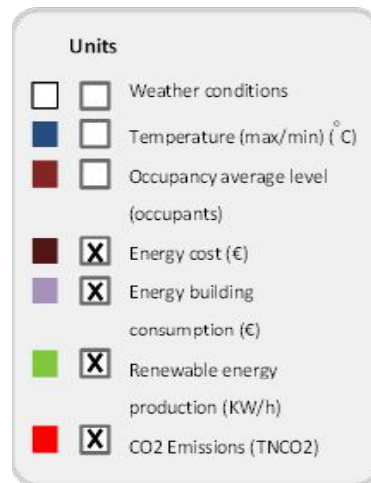 Units
Weather conditions
Temperature (max/min) (°C)
Occupancy average level
(occupants)
X Energy cost (€)
X Energy building
consumption (€)
X Renewable energy
production (KW/h)
X CO2 Emissions (TNCO2)